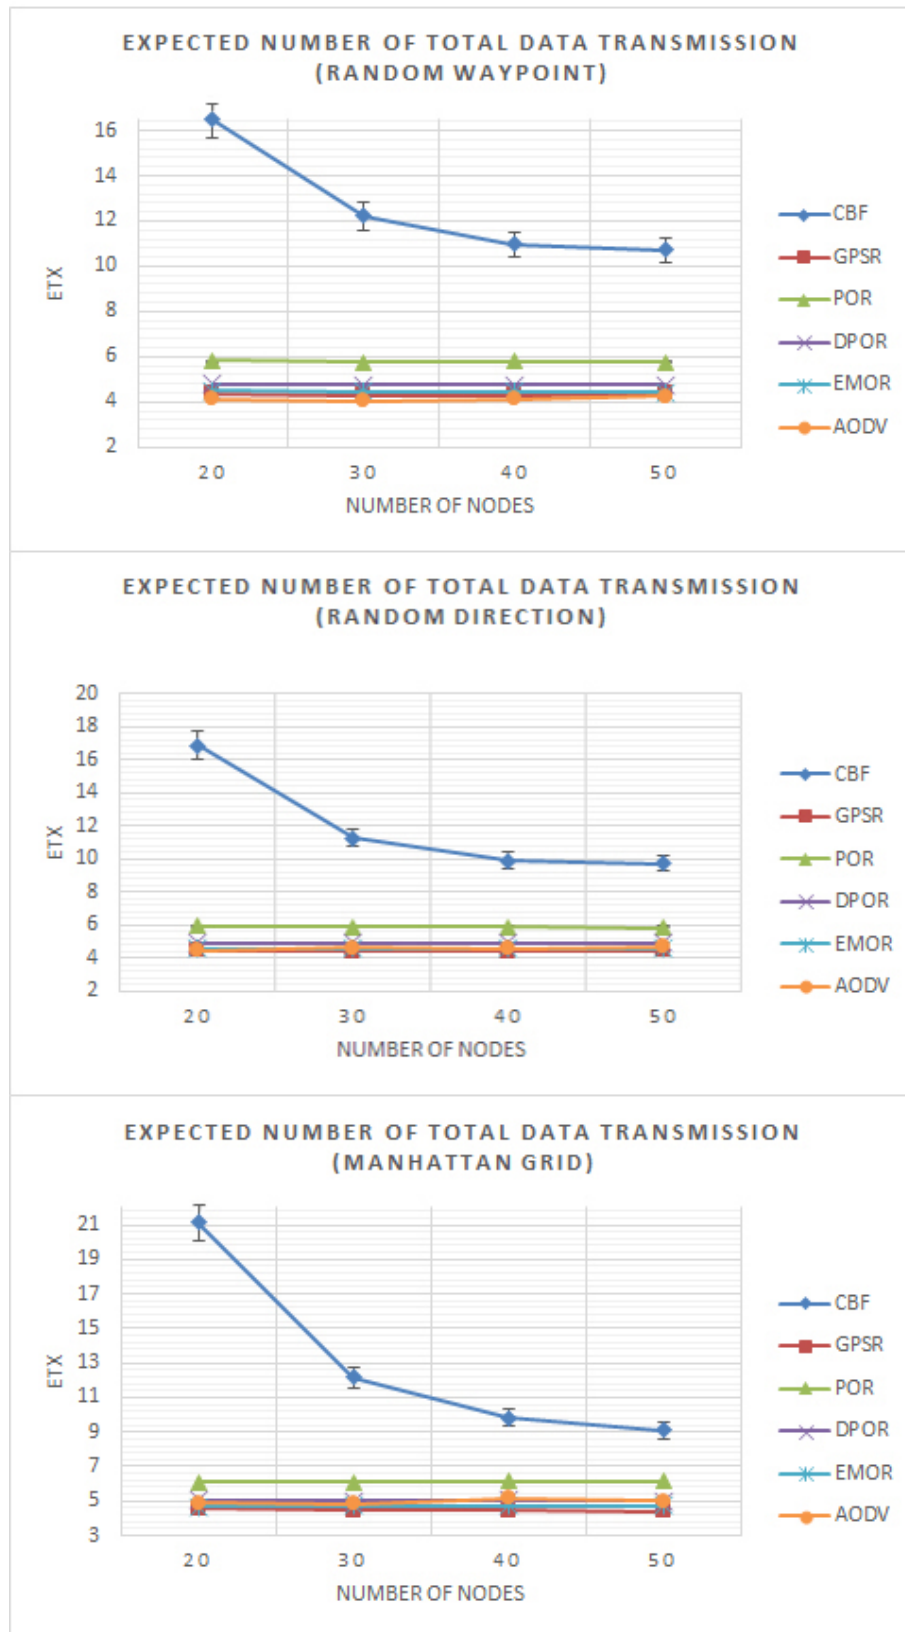 EXPECTED NUMBER OF TOTAL DATA TRANSMISSION
(RANDOM WAYPOINT)
16
14
12
10
8
6
4
2
ETX
20 30 40 50
NUMBER OF NODES
CBF
GPSR
POR
DPOR
EMOR
AODV
EXPECTED NUMBER OF TOTAL DATA TRANSMISSION
(RANDOM DIRECTION)
20
18
16
14
12
10
8
6
4
2
ETX
20 30 40 50
NUMBER OF NODES
CBF
GPSR
POR
DPOR
EMOR
AODV
EXPECTED NUMBER OF TOTAL DATA TRANSMISSION
(MANHATTAN GRID)
21
19
17
15
13
11
9
7
5
3
ETX
20 30 40 50
NUMBER OF NODES
CBF
GPSR
POR
DPOR
EMOR
AODV